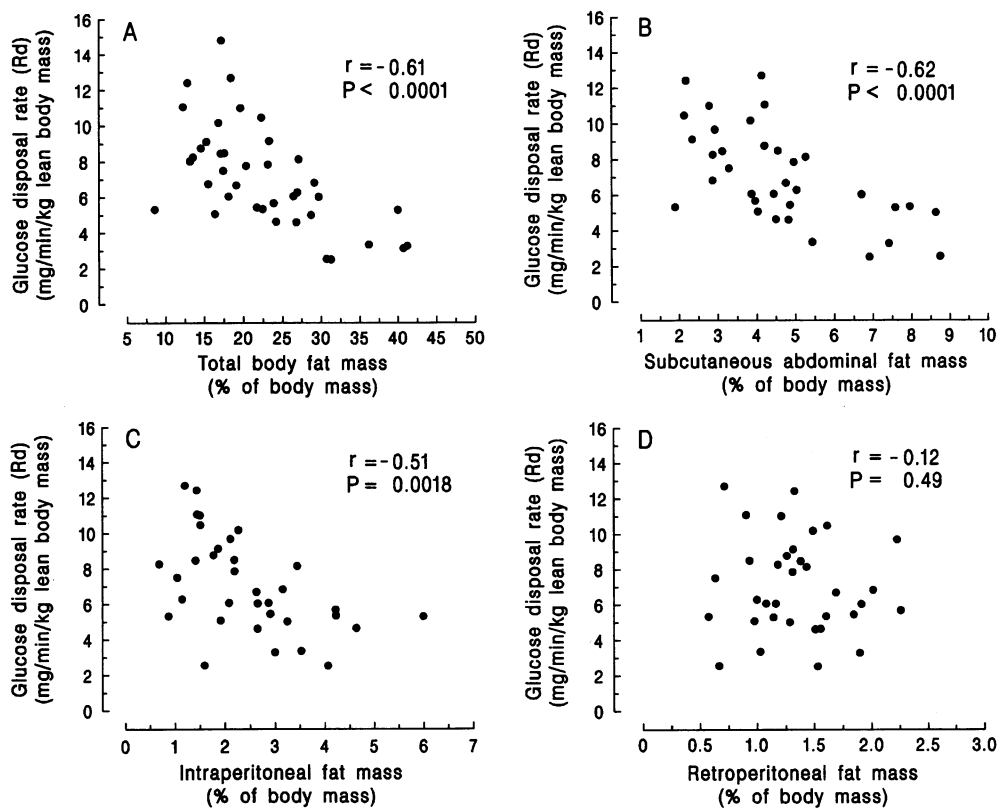 A
r = -0.61
P < 0.0001
Glucose disposal rate (Rd)
(mg/min/kg lean body mass)
16
14
12
10
8
6
4
2
0
5 10 15 20 25 30 35 40 45 50
Total body fat mass
(% of body mass)
B
r = -0.62
P < 0.0001
Glucose disposal rate (Rd)
(mg/min/kg lean body mass)
16
14
12
10
8
6
4
2
0
1 2 3 4 5 6 7 8 9 10
Subcutaneous abdominal fat mass
(% of body mass)
C
r = -0.51
P = 0.0018
Glucose disposal rate (Rd)
(mg/min/kg lean body mass)
16
14
12
10
8
6
4
2
0
0 1 2 3 4 5 6 7
Intraperitoneal fat mass
(% of body mass)
D
r = -0.12
P = 0.49
Glucose disposal rate (Rd)
(mg/min/kg lean body mass)
16
14
12
10
8
6
4
2
0
0 0.5 1.0 1.5 2.0 2.5 3.0
Retroperitoneal fat mass
(% of body mass)